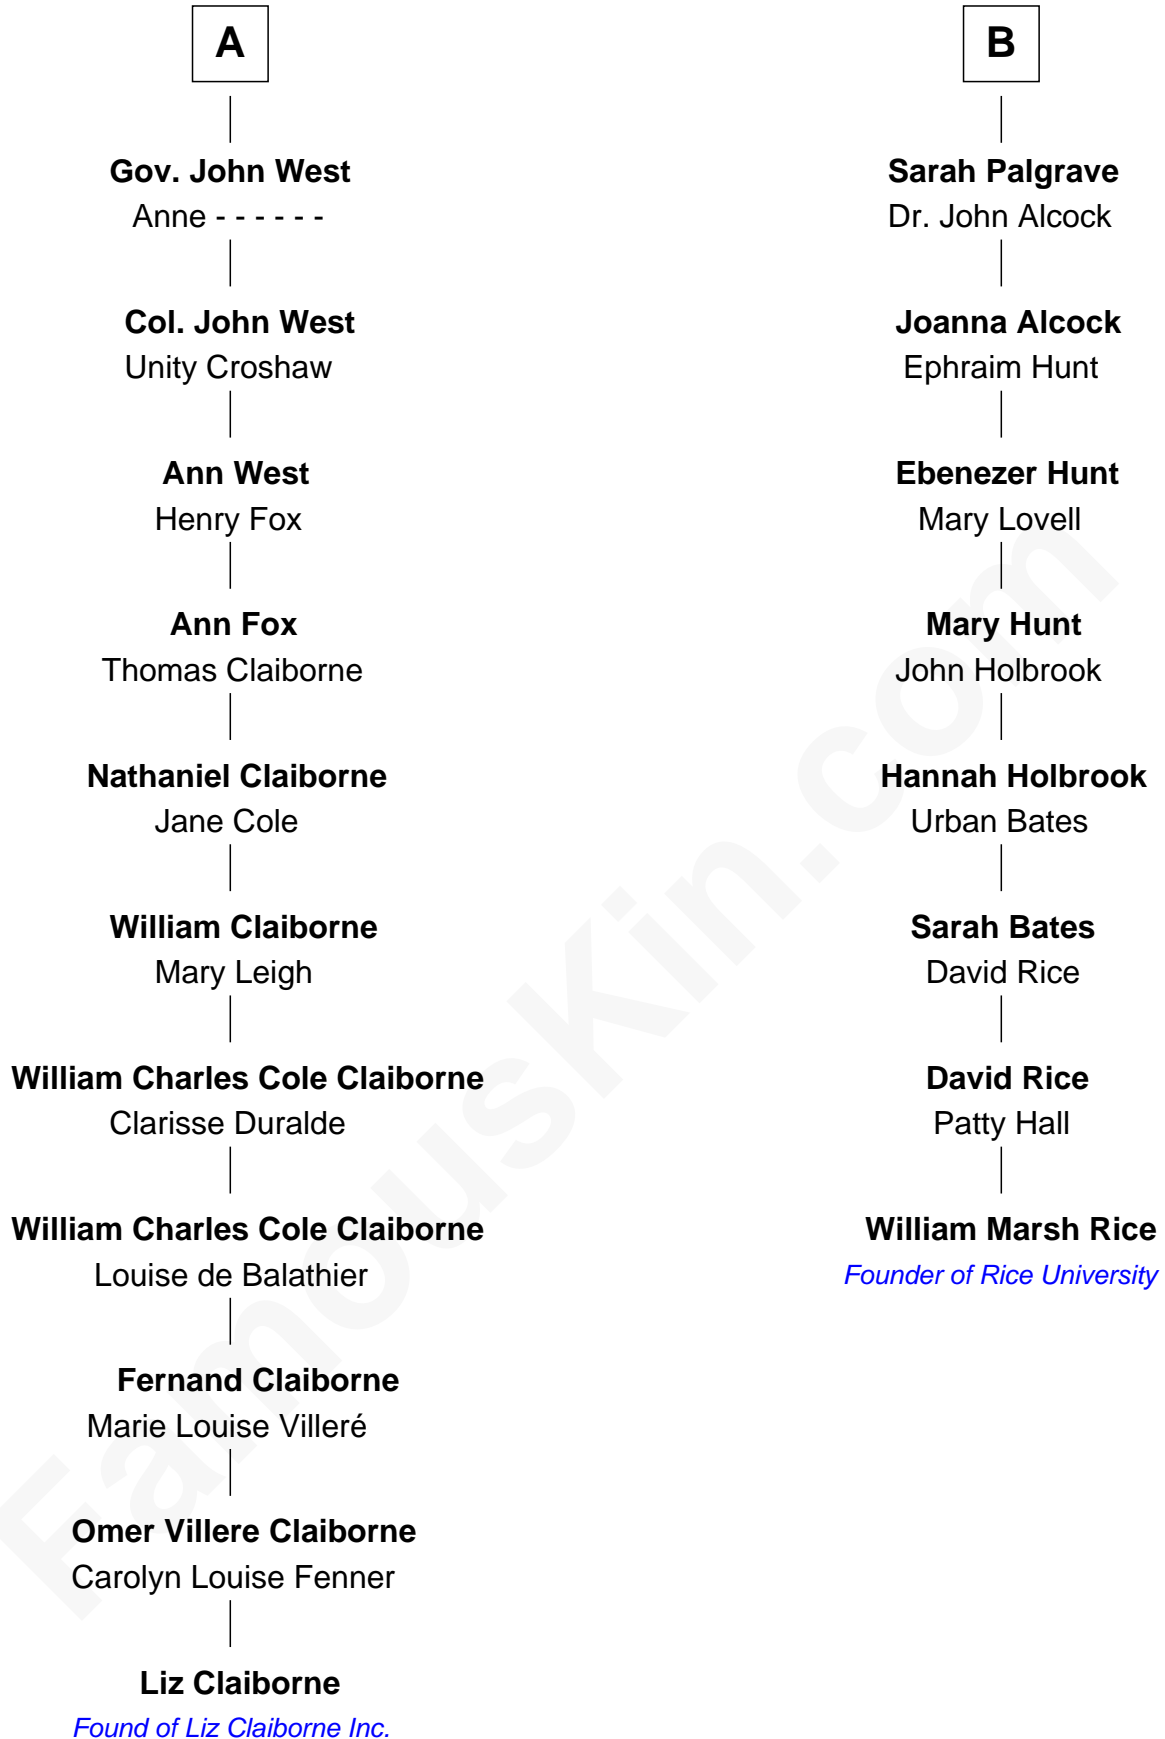 A
Gov. John West
Anne - - - - - -
Col. John West
Unity Croshaw
Ann West
Henry Fox
Ann Fox
Thomas Claiborne
Nathaniel Claiborne
Jane Cole
William Claiborne
Mary Leigh
William Charles Cole Claiborne
Clarisse Duralde
William Charles Cole Claiborne
Louise de Balathier
Fernand Claiborne
Marie Louise Villeré
Omer Villere Claiborne
Carolyn Louise Fenner
Liz Claiborne
Found of Liz Claiborne Inc.
B
Sarah Palgrave
Dr. John Alcock
Joanna Alcock
Ephraim Hunt
Ebenezer Hunt
Mary Lovell
Mary Hunt
John Holbrook
Hannah Holbrook
Urban Bates
Sarah Bates
David Rice
David Rice
Patty Hall
William Marsh Rice
Founder of Rice University
FamousKin.com